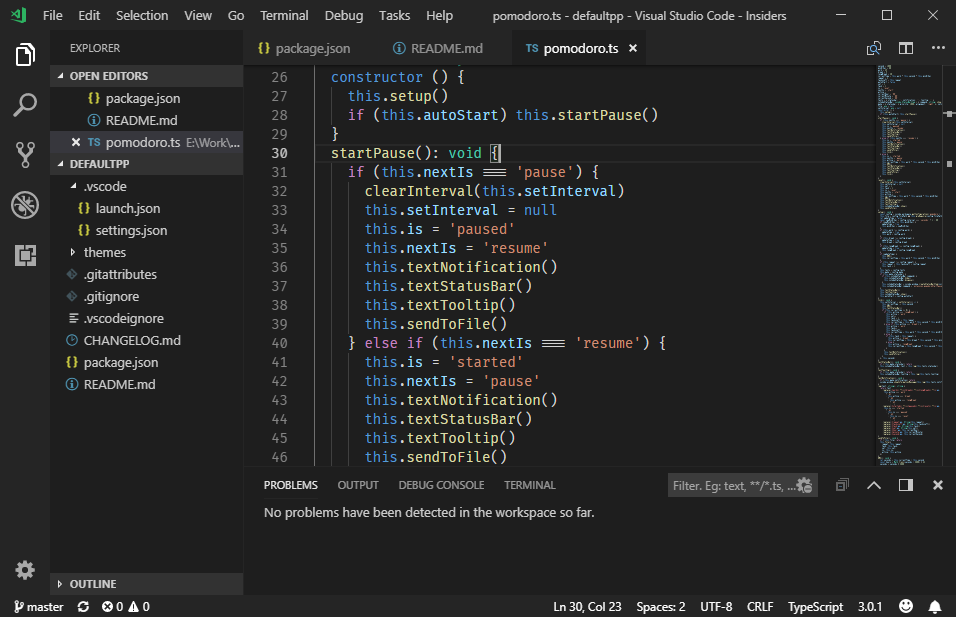 File Edit Selection View Go Terminal Debug Tasks Help pomodoro.ts - defaultpp - Visual Studio Code - Insiders
EXPLORER
OPEN EDITORS
{} package.json
README.md
TS pomodoro.ts E:\Work\...
DEFAULTPP
.vscode
{} launch.json
{} settings.json
themes
.gitattributes
.gitignore
.vscodeignore
CHANGELOG.md
{} package.json
README.md
OUTLINE
{} package.json README.md TS pomodoro.ts
26 constructor () {
27 this.setup()
28 if (this.autoStart) this.startPause()
29 }
30 startPause(): void {
31 if (this.nextIs === 'pause') {
32 clearInterval(this.setInterval)
33 this.setInterval = null
34 this.is = 'paused'
35 this.nextIs = 'resume'
36 this.textNotification()
37 this.textStatusBar()
38 this.textTooltip()
39 this.sendToFile()
40 } else if (this.nextIs === 'resume') {
41 this.is = 'started'
42 this.nextIs = 'pause'
43 this.textNotification()
44 this.textStatusBar()
45 this.textTooltip()
46 this.sendToFile()
PROBLEMS OUTPUT DEBUG CONSOLE TERMINAL Filter. Eg: text, **/*.ts, ...
No problems have been detected in the workspace so far.
master 0 0 Ln 30, Col 23 Spaces: 2 UTF-8 CRLF TypeScript 3.0.1